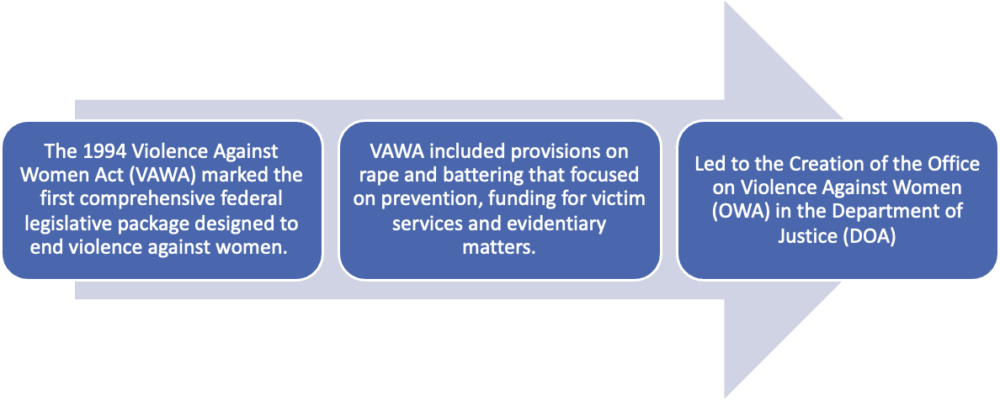 The 1994 Violence Against
Women Act (VAWA) marked the
first comprehensive federal
legislative package designed to
end violence against women.
VAWA included provisions on
rape and battering that focused
on prevention, funding for victim
services and evidentiary
matters.
Led to the Creation of the Office
on Violence Against Women
(OWA) in the Department of
Justice (DOA)